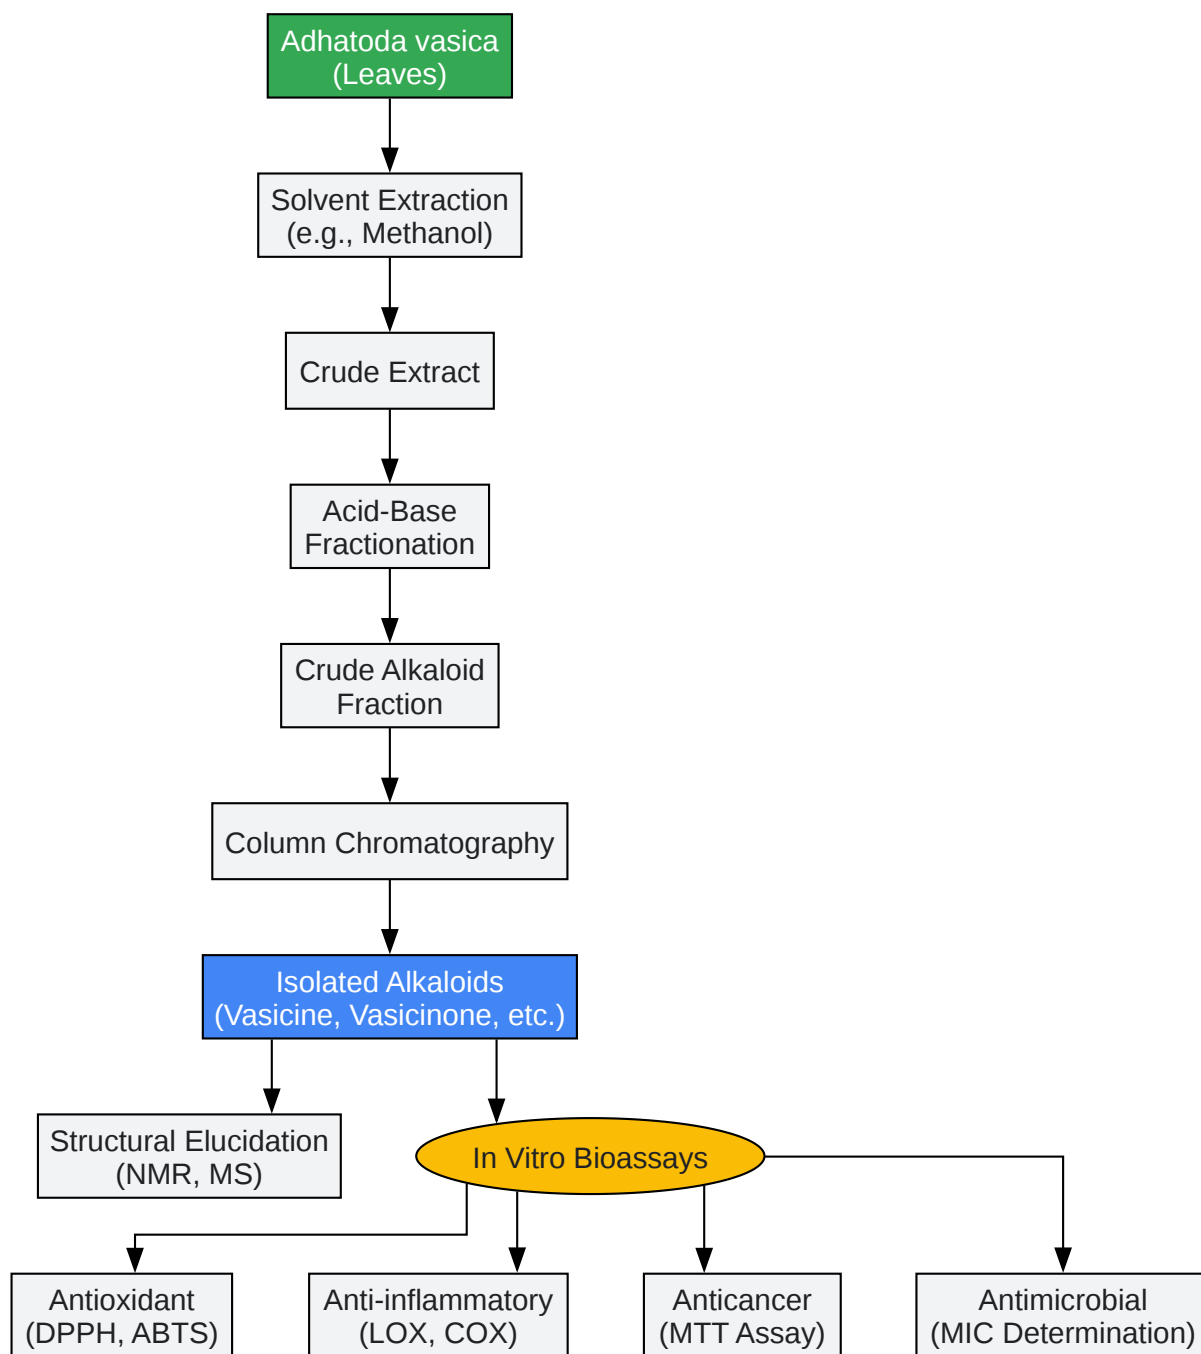 Adhatoda vasica
(Leaves)
Solvent Extraction
(e.g., Methanol)
Crude Extract
Acid-Base
Fractionation
Crude Alkaloid
Fraction
Column Chromatography
Isolated Alkaloids
(Vasicine, Vasicinone, etc.)
Structural Elucidation
(NMR, MS)
In Vitro Bioassays
Antioxidant
(DPPH, ABTS)
Anti-inflammatory
(LOX, COX)
Anticancer
(MTT Assay)
Antimicrobial
(MIC Determination)